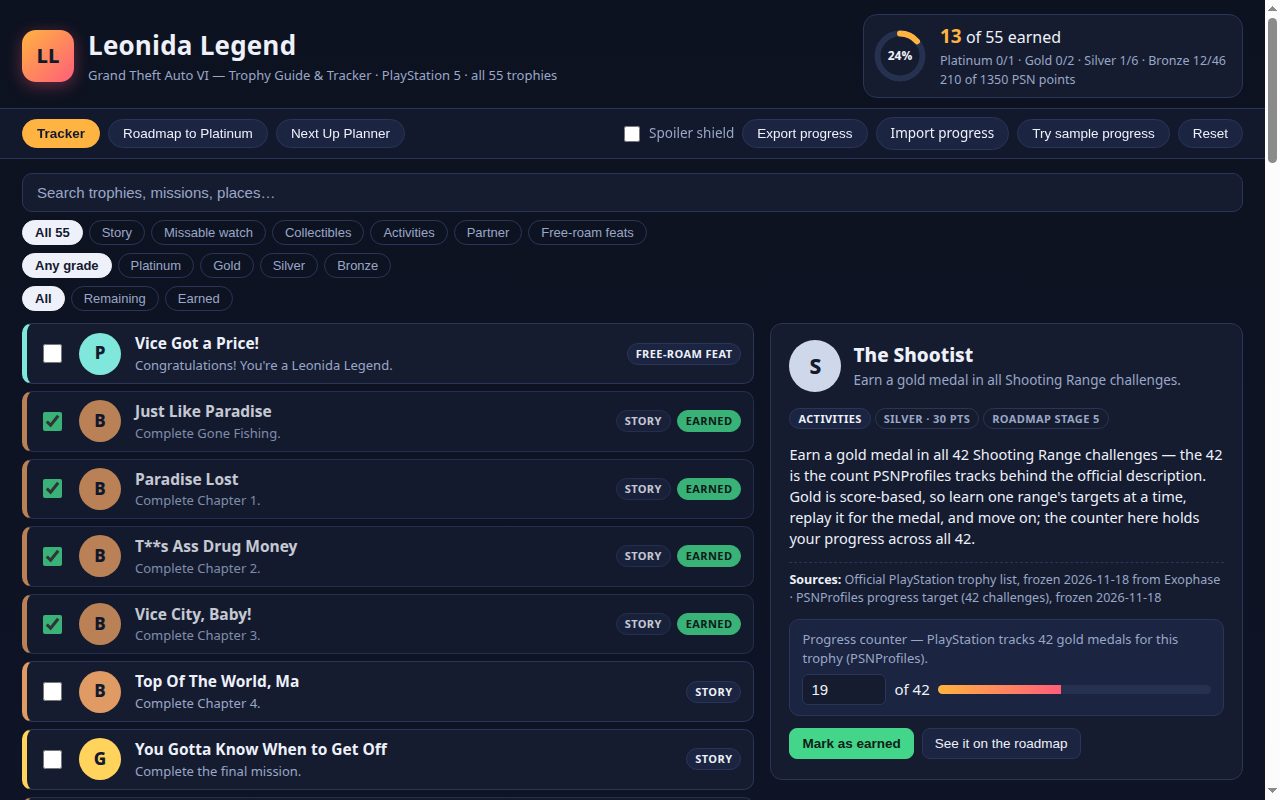 LL
Leonida Legend
Grand Theft Auto VI — Trophy Guide & Tracker · PlayStation 5 · all 55 trophies
24%
13 of 55 earned
Platinum 0/1 · Gold 0/2 · Silver 1/6 · Bronze 12/46
210 of 1350 PSN points
Tracker
Roadmap to Platinum
Next Up Planner
Spoiler shield
Export progress
Import progress
Try sample progress
Reset
Search trophies, missions, places…
All 55
Story
Missable watch
Collectibles
Activities
Partner
Free-roam feats
Any grade
Platinum
Gold
Silver
Bronze
All
Remaining
Earned
P
Vice Got a Price!
Congratulations! You're a Leonida Legend.
FREE-ROAM FEAT
B
Just Like Paradise
Complete Gone Fishing.
STORY
EARNED
B
Paradise Lost
Complete Chapter 1.
STORY
EARNED
B
T**s Ass Drug Money
Complete Chapter 2.
STORY
EARNED
B
Vice City, Baby!
Complete Chapter 3.
STORY
EARNED
B
Top Of The World, Ma
Complete Chapter 4.
STORY
G
You Gotta Know When to Get Off
Complete the final mission.
STORY
S
The Shootist
Earn a gold medal in all Shooting Range challenges.
ACTIVITIES
SILVER · 30 PTS
ROADMAP STAGE 5
Earn a gold medal in all 42 Shooting Range challenges — the 42
is the count PSNProfiles tracks behind the official description.
Gold is score-based, so learn one range's targets at a time,
replay it for the medal, and move on; the counter here holds
your progress across all 42.
Sources: Official PlayStation trophy list, frozen 2026-11-18 from Exophase
· PSNProfiles progress target (42 challenges), frozen 2026-11-18
Progress counter — PlayStation tracks 42 gold medals for this
trophy (PSNProfiles).
19
of 42
Mark as earned
See it on the roadmap